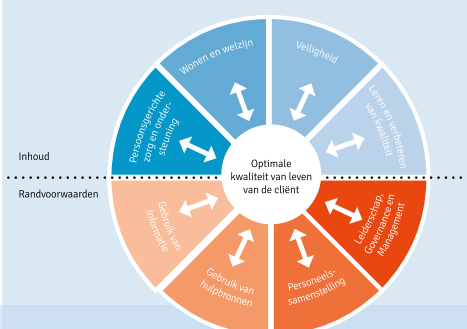 Wonen en welzijn
Veiligheid
Persoonsgerichte
zorg en onder-
steuning
Leren en verbeteren
van kwaliteit
Inhoud
Optimale
kwaliteit van leven
van de cliënt
Randvoorwaarden
Gebruik van
informatie
Leiderschap,
Governance en
Management
Gebruik van
hulpbronnen
Personeels-
samenstelling